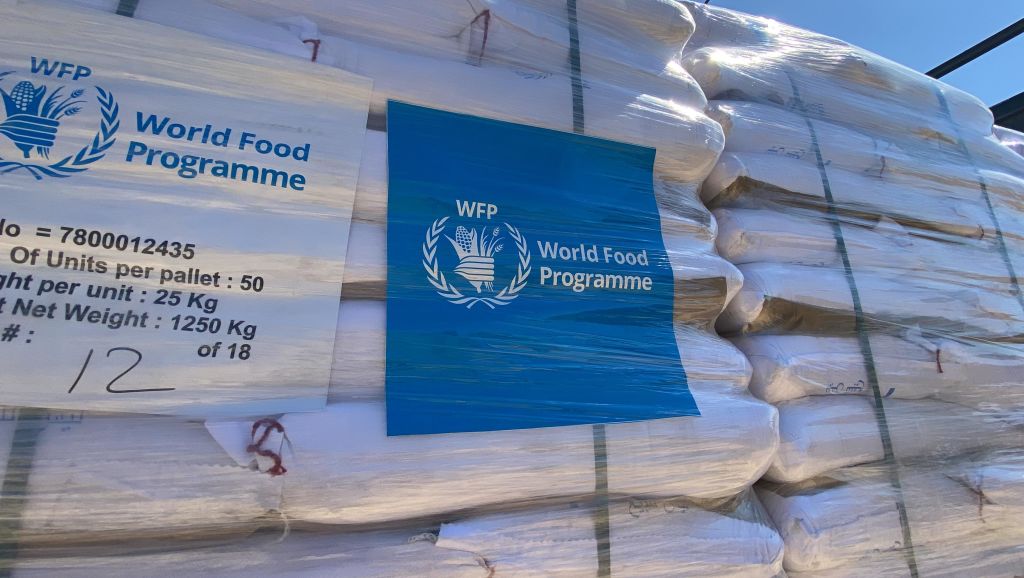 WFP
World Food
Programme
No = 7800012435
Of Units per pallet : 50
ght per unit : 25 Kg
t Net Weight : 1250 Kg
# :
12
of 18
WFP
World Food
Programme